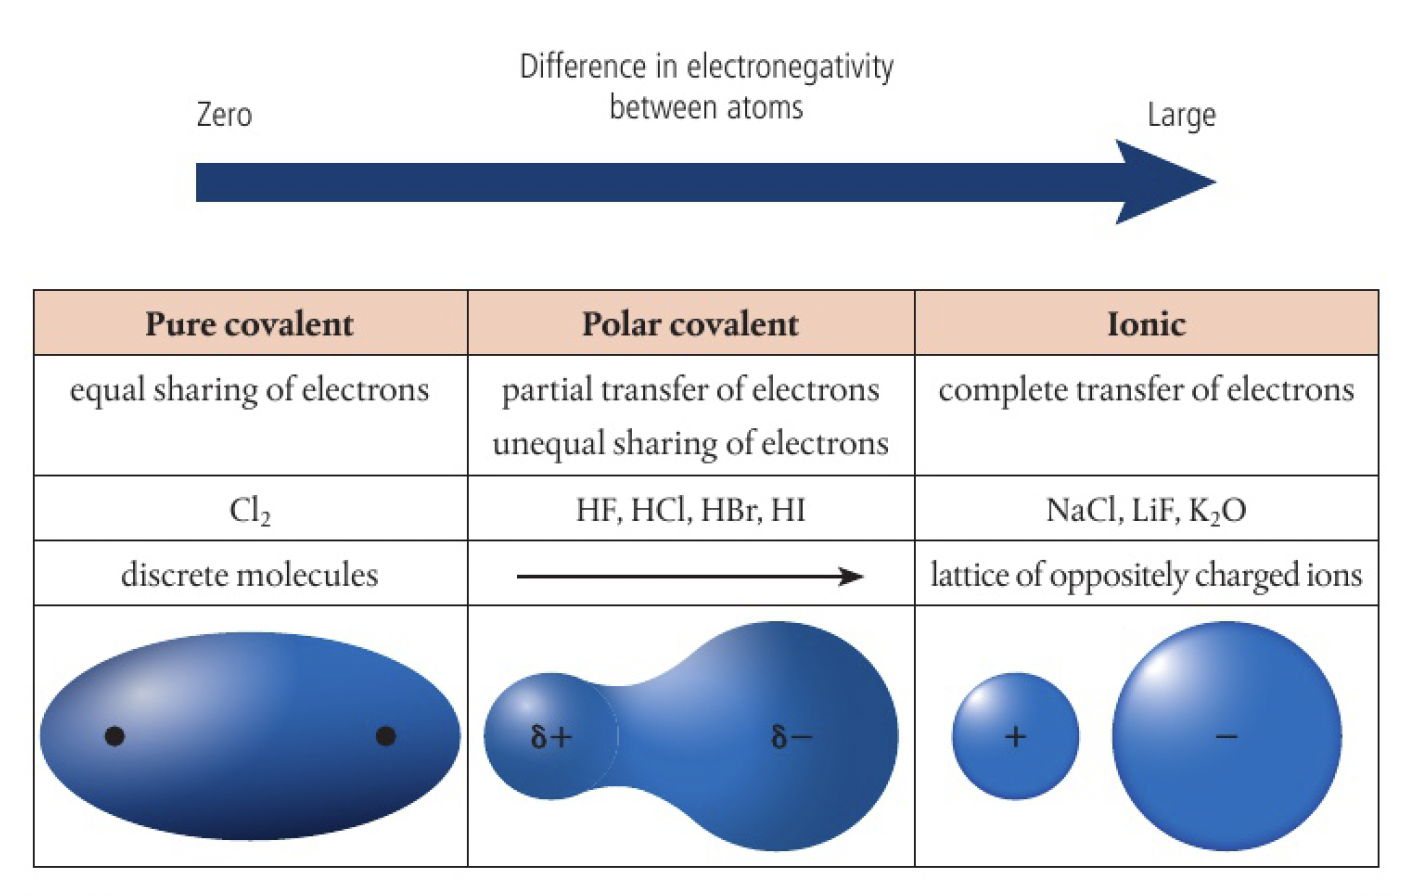 Difference in electronegativity
between atoms
Zero
Large
Pure covalent
Polar covalent
Ionic
equal sharing of electrons
partial transfer of electrons
unequal sharing of electrons
complete transfer of electrons
Cl₂
HF, HCl, HBr, HI
NaCl, LiF, K₂O
discrete molecules
lattice of oppositely charged ions
δ+
δ−
+
−